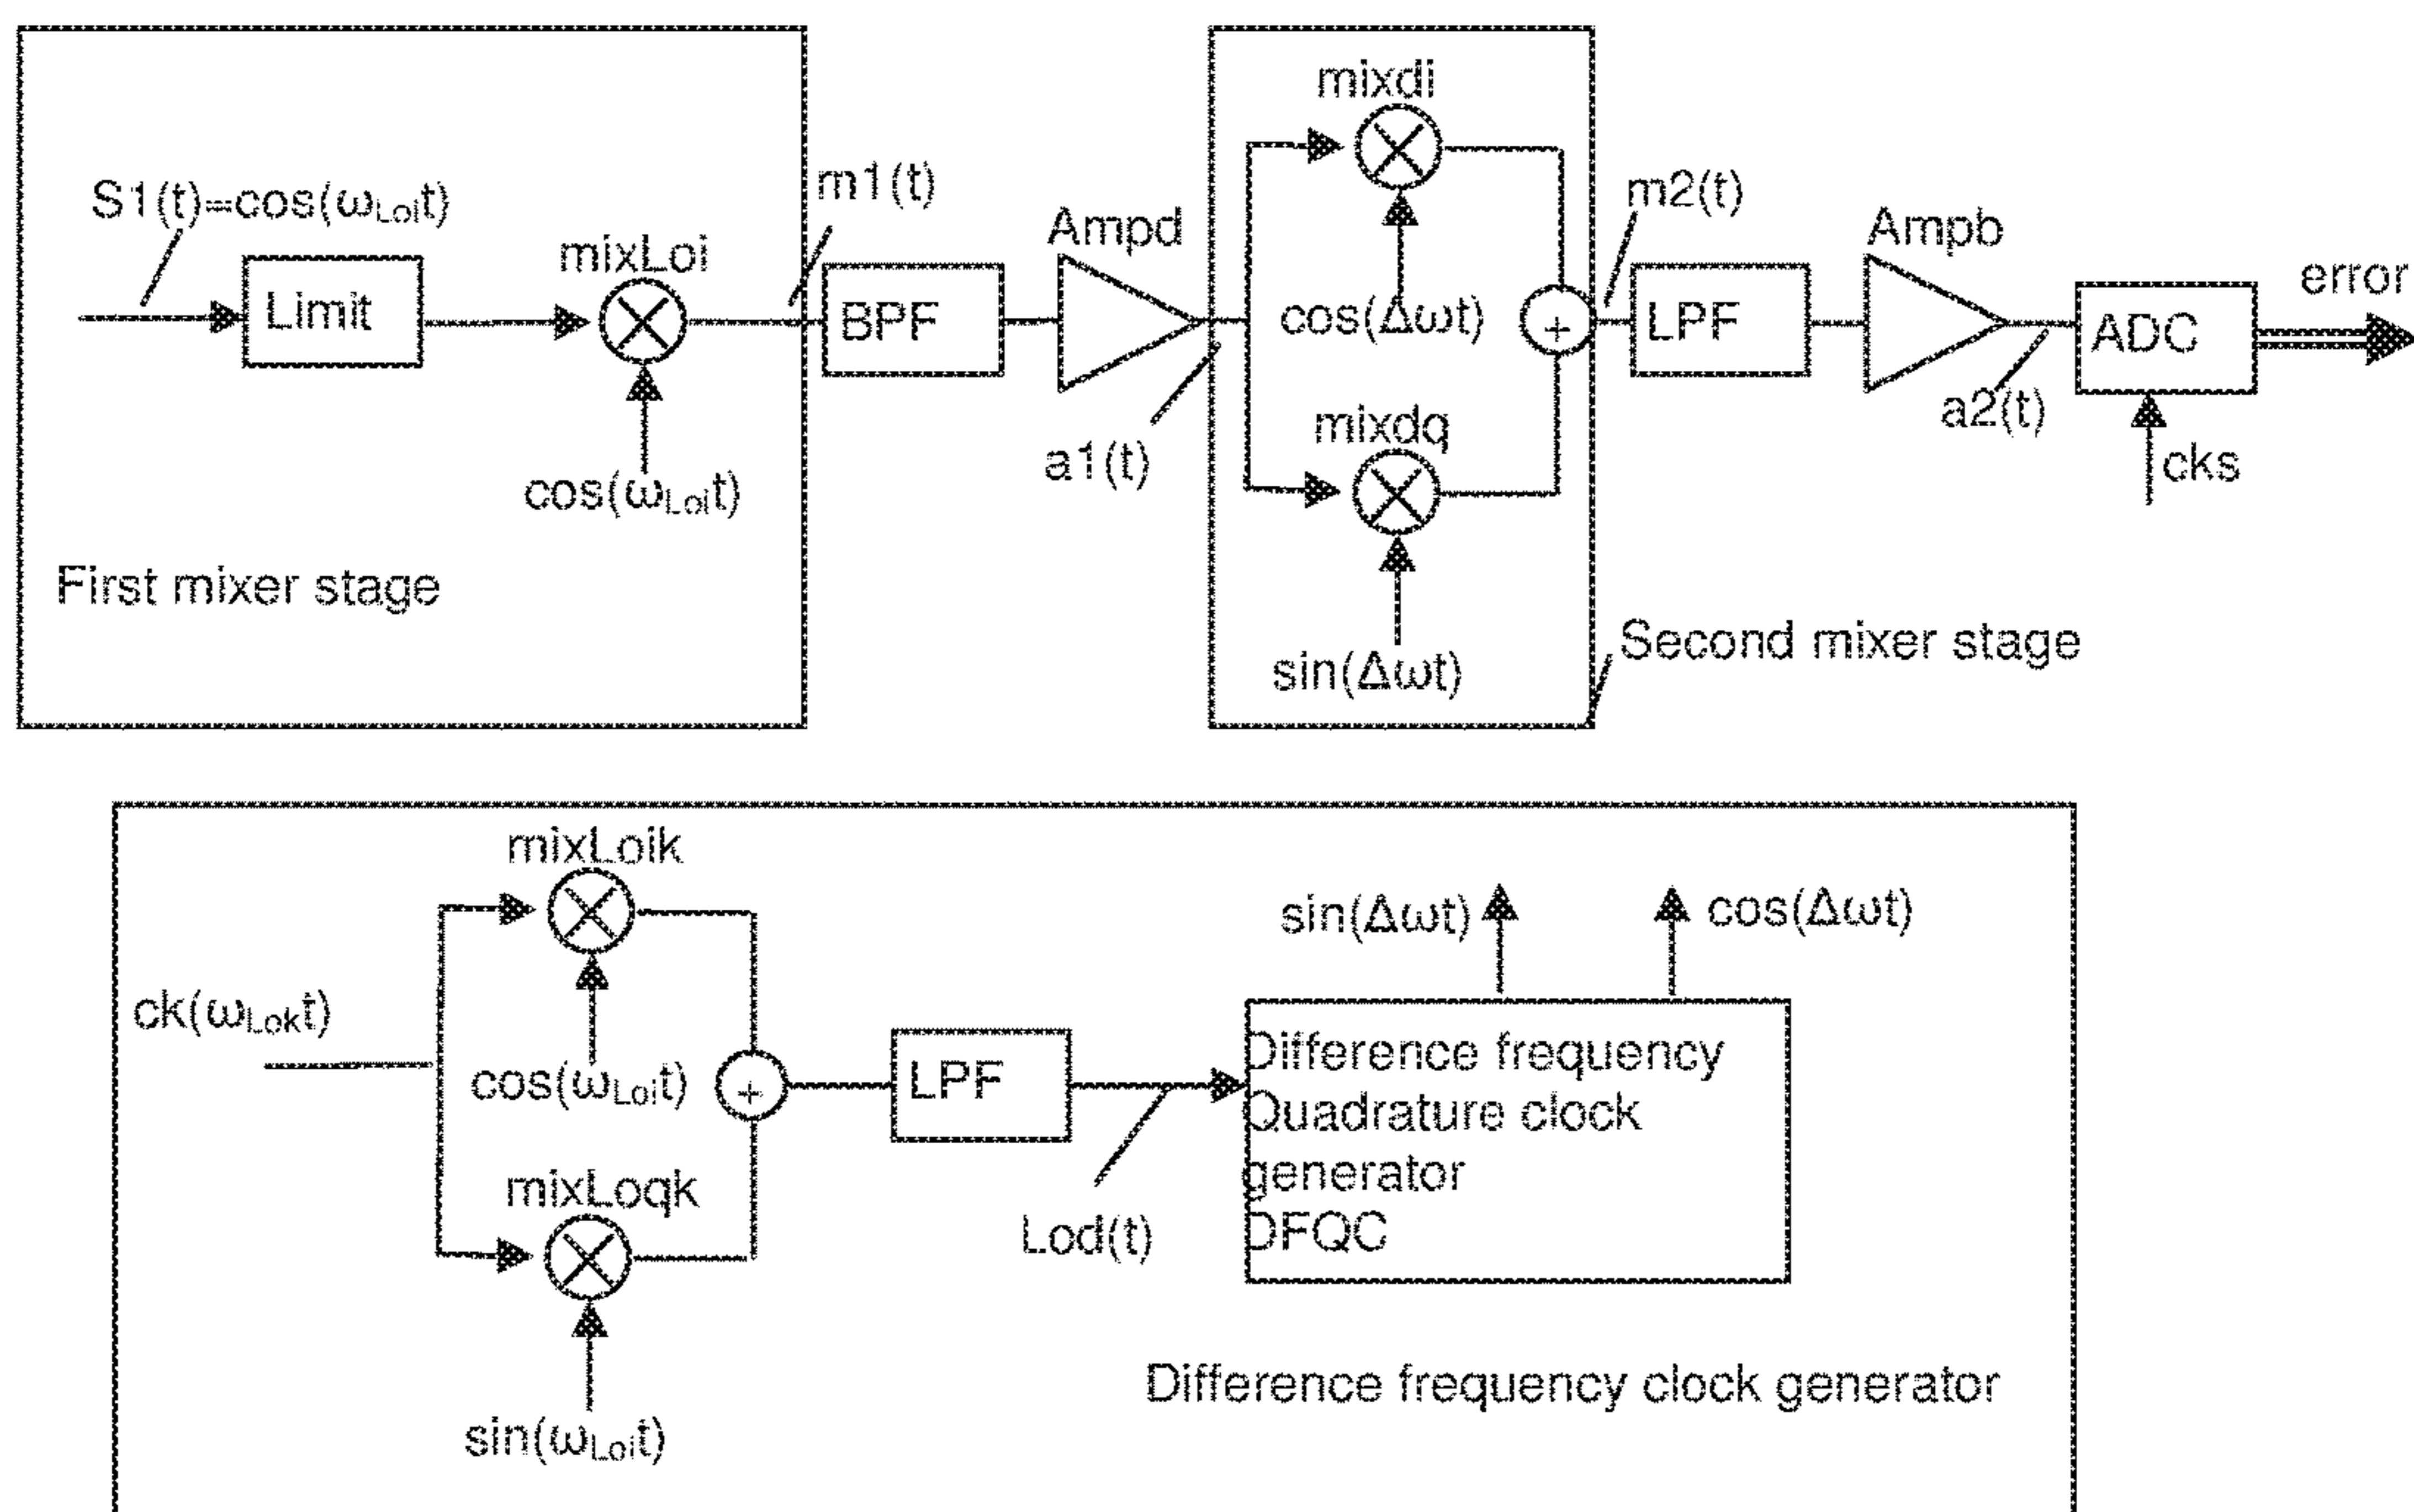 S1(t)=cos(ωLoit)
Limit
mixLoi
cos(ωLoit)
First mixer stage
m1(t)
BPF
Ampd
a1(t)
mixdi
cos(Δωt)
+
mixdq
sin(Δωt)
Second mixer stage
m2(t)
LPF
Ampb
a2(t)
ADC
cks
error
ck(ωLokt)
mixLoik
cos(ωLoit)
+
mixLoqk
sin(ωLoit)
LPF
Lod(t)
sin(Δωt)
cos(Δωt)
Difference frequency
Quadrature clock
generator
DFQC
Difference frequency clock generator